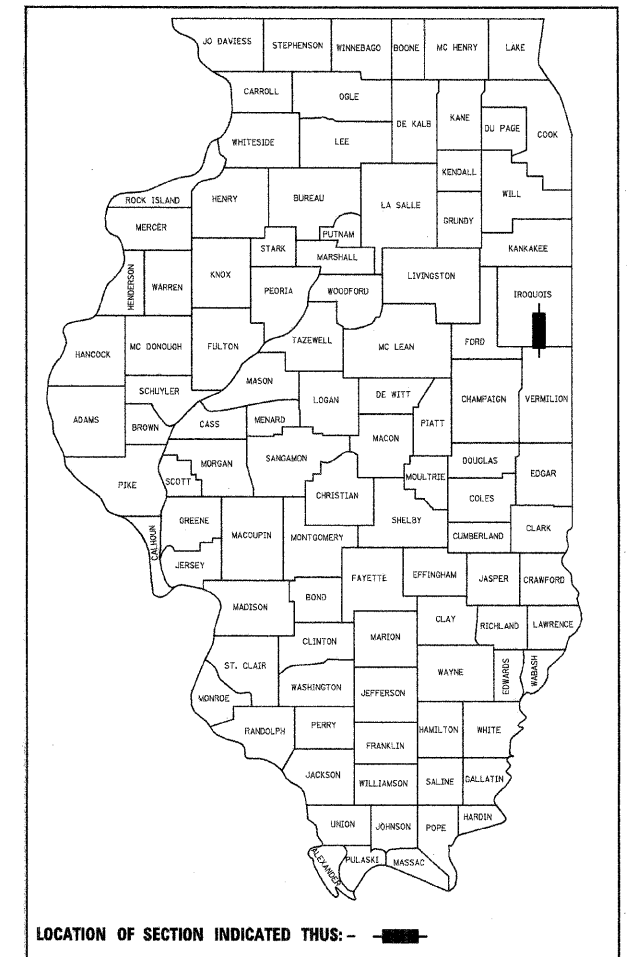 JO DAVIESS
STEPHENSON
WINNEBAGO
BOONE
MC HENRY
LAKE
CARROLL
OGLE
DE KALB
KANE
DU PAGE
COOK
WHITESIDE
LEE
KENDALL
WILL
ROCK ISLAND
HENRY
BUREAU
LA SALLE
GRUNDY
MERCER
PUTNAM
STARK
MARSHALL
KANKAKEE
HENDERSON
WARREN
KNOX
PEORIA
WOODFORD
LIVINGSTON
IROQUOIS
HANCOCK
MC DONOUGH
FULTON
TAZEWELL
MC LEAN
FORD
SCHUYLER
MASON
LOGAN
DE WITT
CHAMPAIGN
VERMILION
ADAMS
BROWN
CASS
MENARD
MACON
PIATT
PIKE
SCOTT
MORGAN
SANGAMON
CHRISTIAN
MOULTRIE
DOUGLAS
EDGAR
COLES
CALHOUN
GREENE
MACOUPIN
MONTGOMERY
SHELBY
CUMBERLAND
CLARK
JERSEY
FAYETTE
EFFINGHAM
JASPER
CRAWFORD
MADISON
BOND
CLINTON
MARION
CLAY
RICHLAND
LAWRENCE
ST. CLAIR
WASHINGTON
JEFFERSON
WAYNE
EDWARDS
WABASH
MONROE
RANDOLPH
PERRY
FRANKLIN
HAMILTON
WHITE
JACKSON
WILLIAMSON
SALINE
GALLATIN
UNION
JOHNSON
POPE
HARDIN
ALEXANDER
PULASKI
MASSAC
LOCATION OF SECTION INDICATED THUS: -